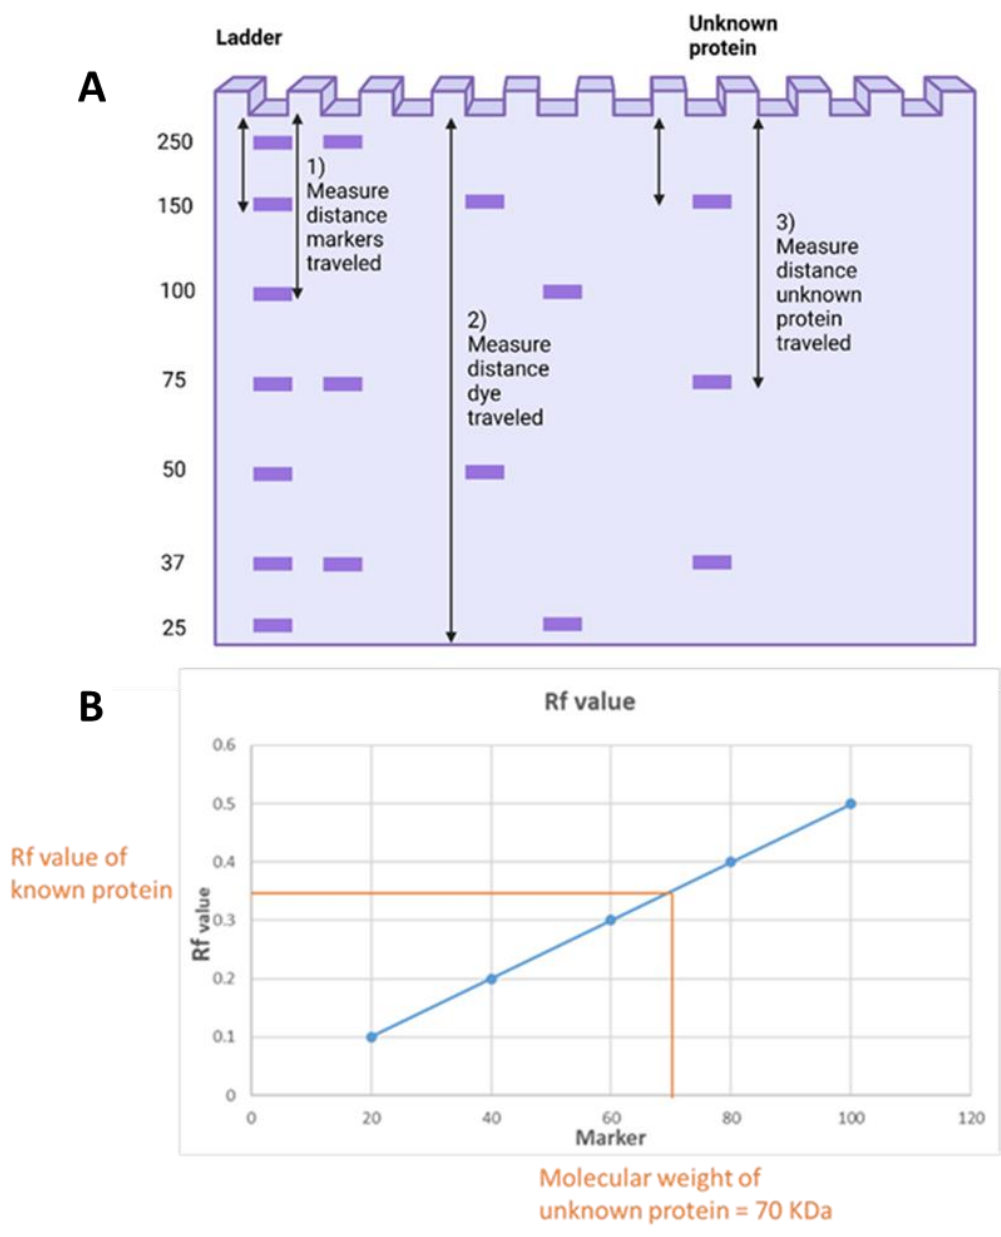 Ladder
Unknown
protein
A
250
150
100
75
50
37
25
1)
Measure
distance
markers
traveled
2)
Measure
distance
dye
traveled
3)
Measure
distance
unknown
protein
traveled
B
Rf value
0.6
0.5
0.4
0.3
0.2
0.1
0
Rf value of
known protein
Rf value
0
20
40
60
80
100
120
Marker
Molecular weight of
unknown protein = 70 KDa